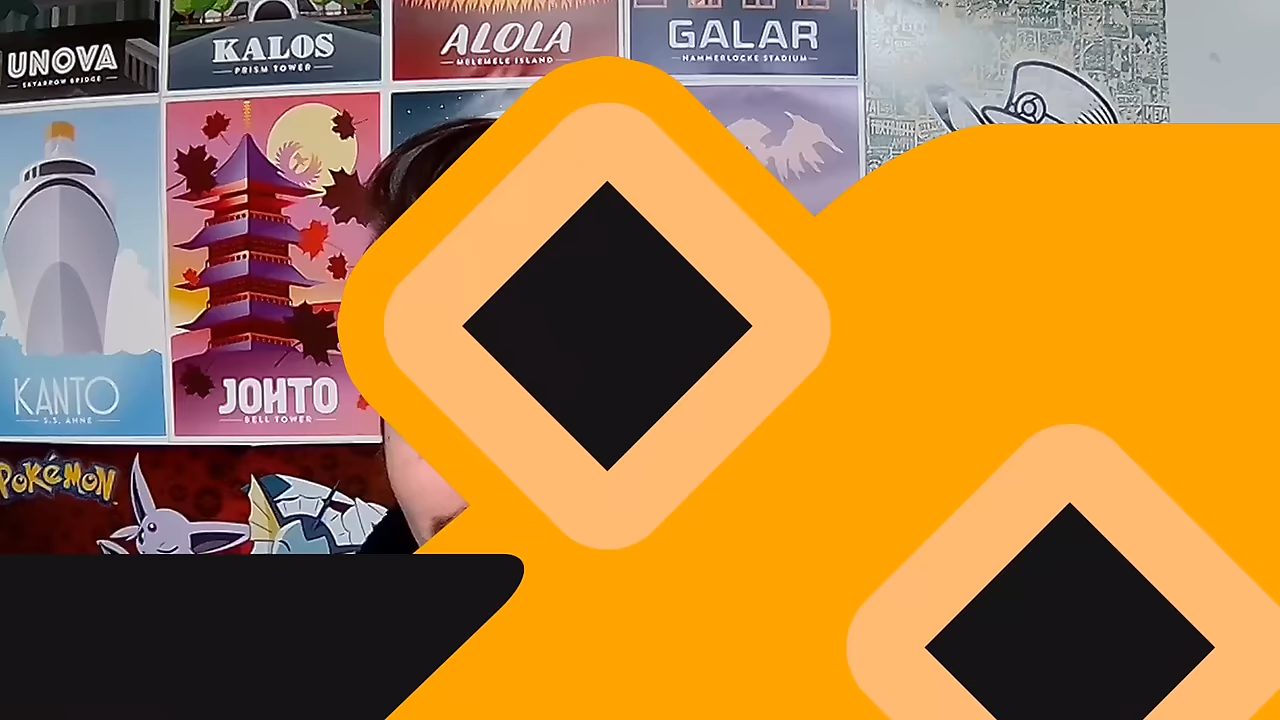 UNOVA
SKYARROW BRIDGE
KALOS
PRISM TOWER
ALOLA
MELEMELE ISLAND
GALAR
HAMMERLOCKE STADIUM
KANTO
S.S. ANNE
JOHTO
BELL TOWER
POKéMON